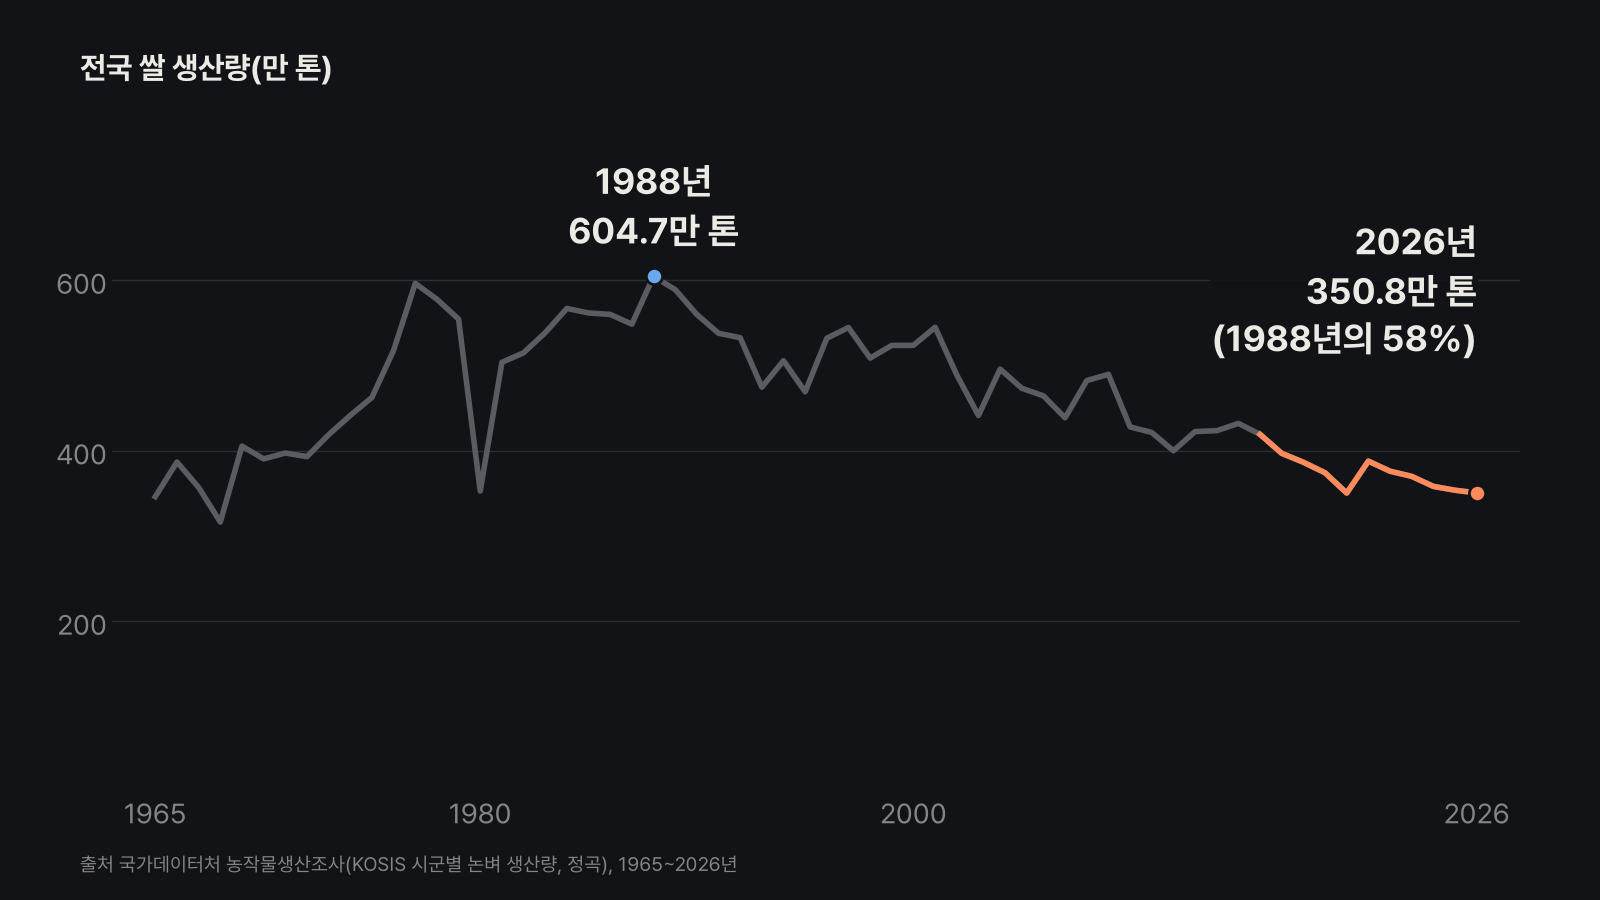 전국 쌀 생산량(만 톤)
1988년
604.7만 톤
2026년
350.8만 톤
(1988년의 58%)
600
400
200
1965
1980
2000
2026
출처 국가데이터처 농작물생산조사(KOSIS 시군별 논벼 생산량, 정곡), 1965~2026년